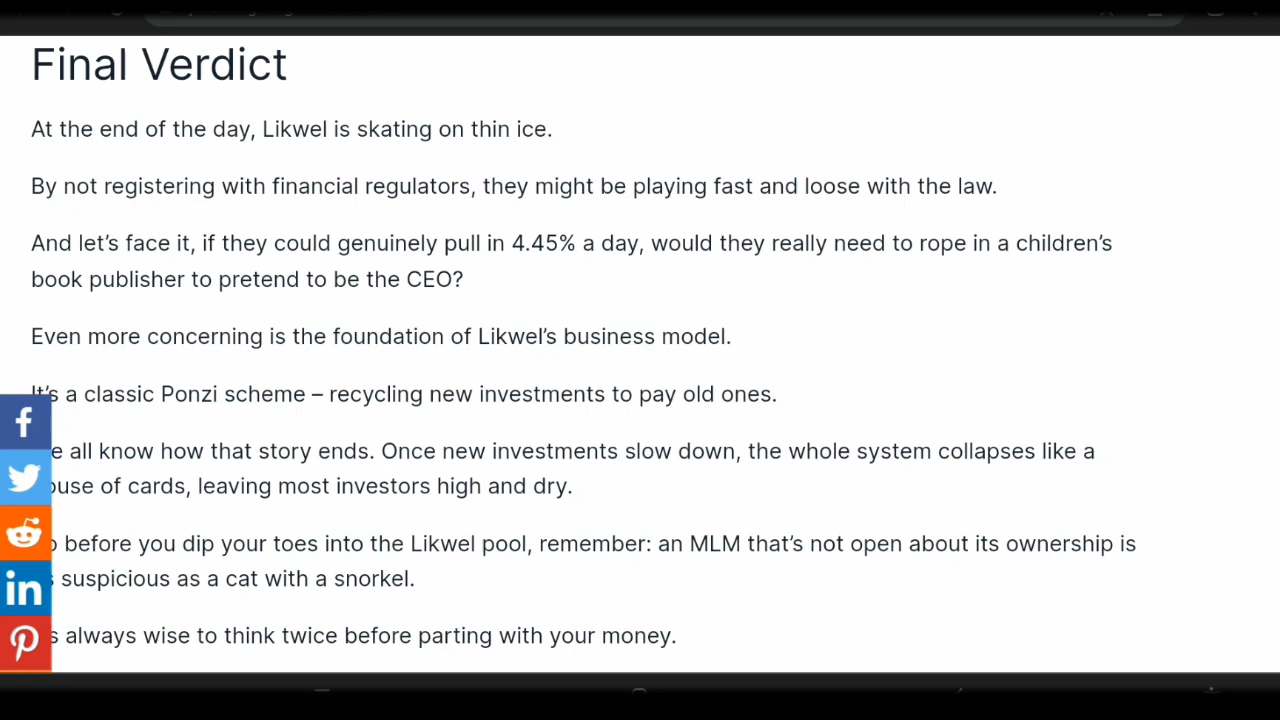 Final Verdict
At the end of the day, Likwel is skating on thin ice.
By not registering with financial regulators, they might be playing fast and loose with the law.
And let’s face it, if they could genuinely pull in 4.45% a day, would they really need to rope in a children’s
book publisher to pretend to be the CEO?
Even more concerning is the foundation of Likwel’s business model.
It’s a classic Ponzi scheme – recycling new investments to pay old ones.
all know how that story ends. Once new investments slow down, the whole system collapses like a
of cards, leaving most investors high and dry.
before you dip your toes into the Likwel pool, remember: an MLM that’s not open about its ownership is
suspicious as a cat with a snorkel.
always wise to think twice before parting with your money.